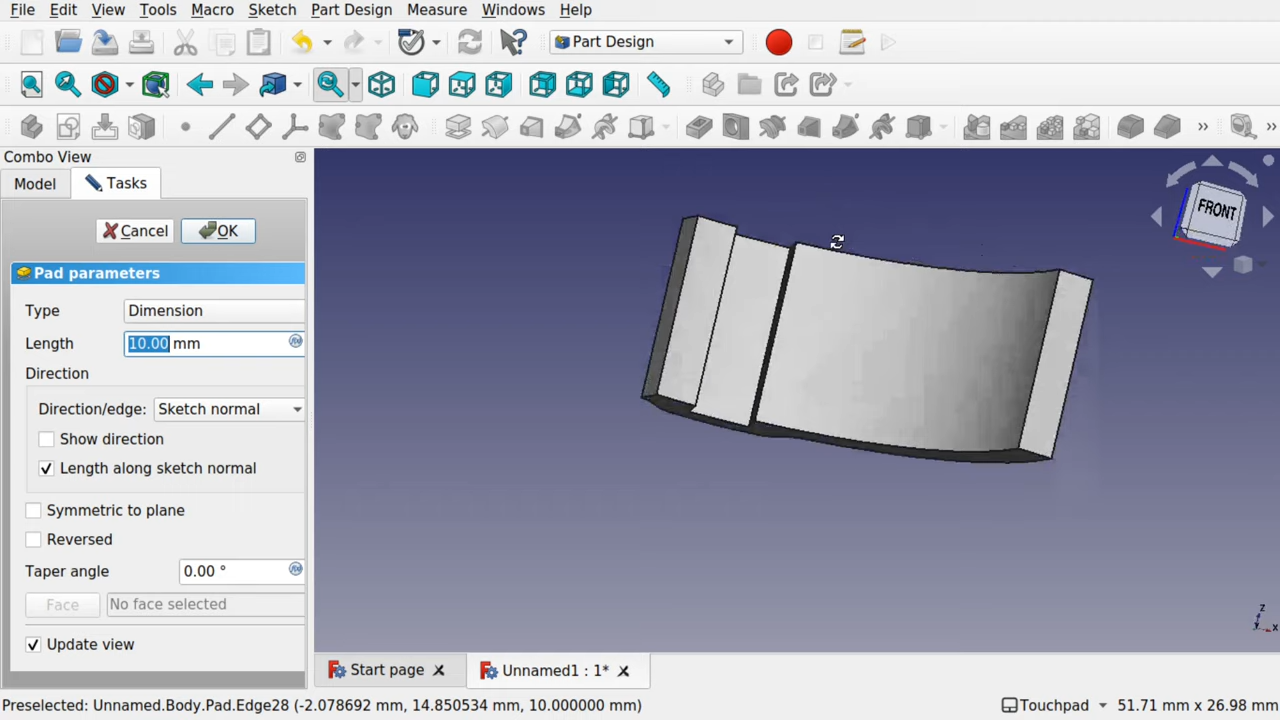 File Edit View Tools Macro Sketch Part Design Measure Windows Help
Part Design
»
»
Combo View
Model Tasks
Cancel OK
Pad parameters
Type Dimension
Length 10.00 mm
Direction
Direction/edge: Sketch normal
Show direction
Length along sketch normal
Symmetric to plane
Reversed
Taper angle 0.00 °
Face No face selected
Update view
FRONT
z
Y
x
Start page
Unnamed1 : 1*
Preselected: Unnamed.Body.Pad.Edge28 (-2.078692 mm, 14.850534 mm, 10.000000 mm)
Touchpad 51.71 mm x 26.98 mm